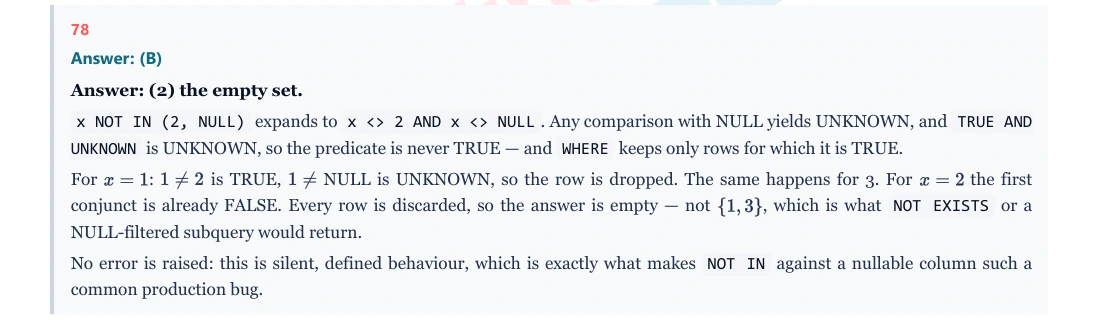 78
Answer: (B)
Answer: (2) the empty set.
x NOT IN (2, NULL) expands to x <> 2 AND x <> NULL . Any comparison with NULL yields UNKNOWN, and TRUE AND
UNKNOWN is UNKNOWN, so the predicate is never TRUE — and WHERE keeps only rows for which it is TRUE.
For x = 1: 1 ≠ 2 is TRUE, 1 ≠ NULL is UNKNOWN, so the row is dropped. The same happens for 3. For x = 2 the first
conjunct is already FALSE. Every row is discarded, so the answer is empty — not {1, 3}, which is what NOT EXISTS or a
NULL-filtered subquery would return.
No error is raised: this is silent, defined behaviour, which is exactly what makes NOT IN against a nullable column such a
common production bug.